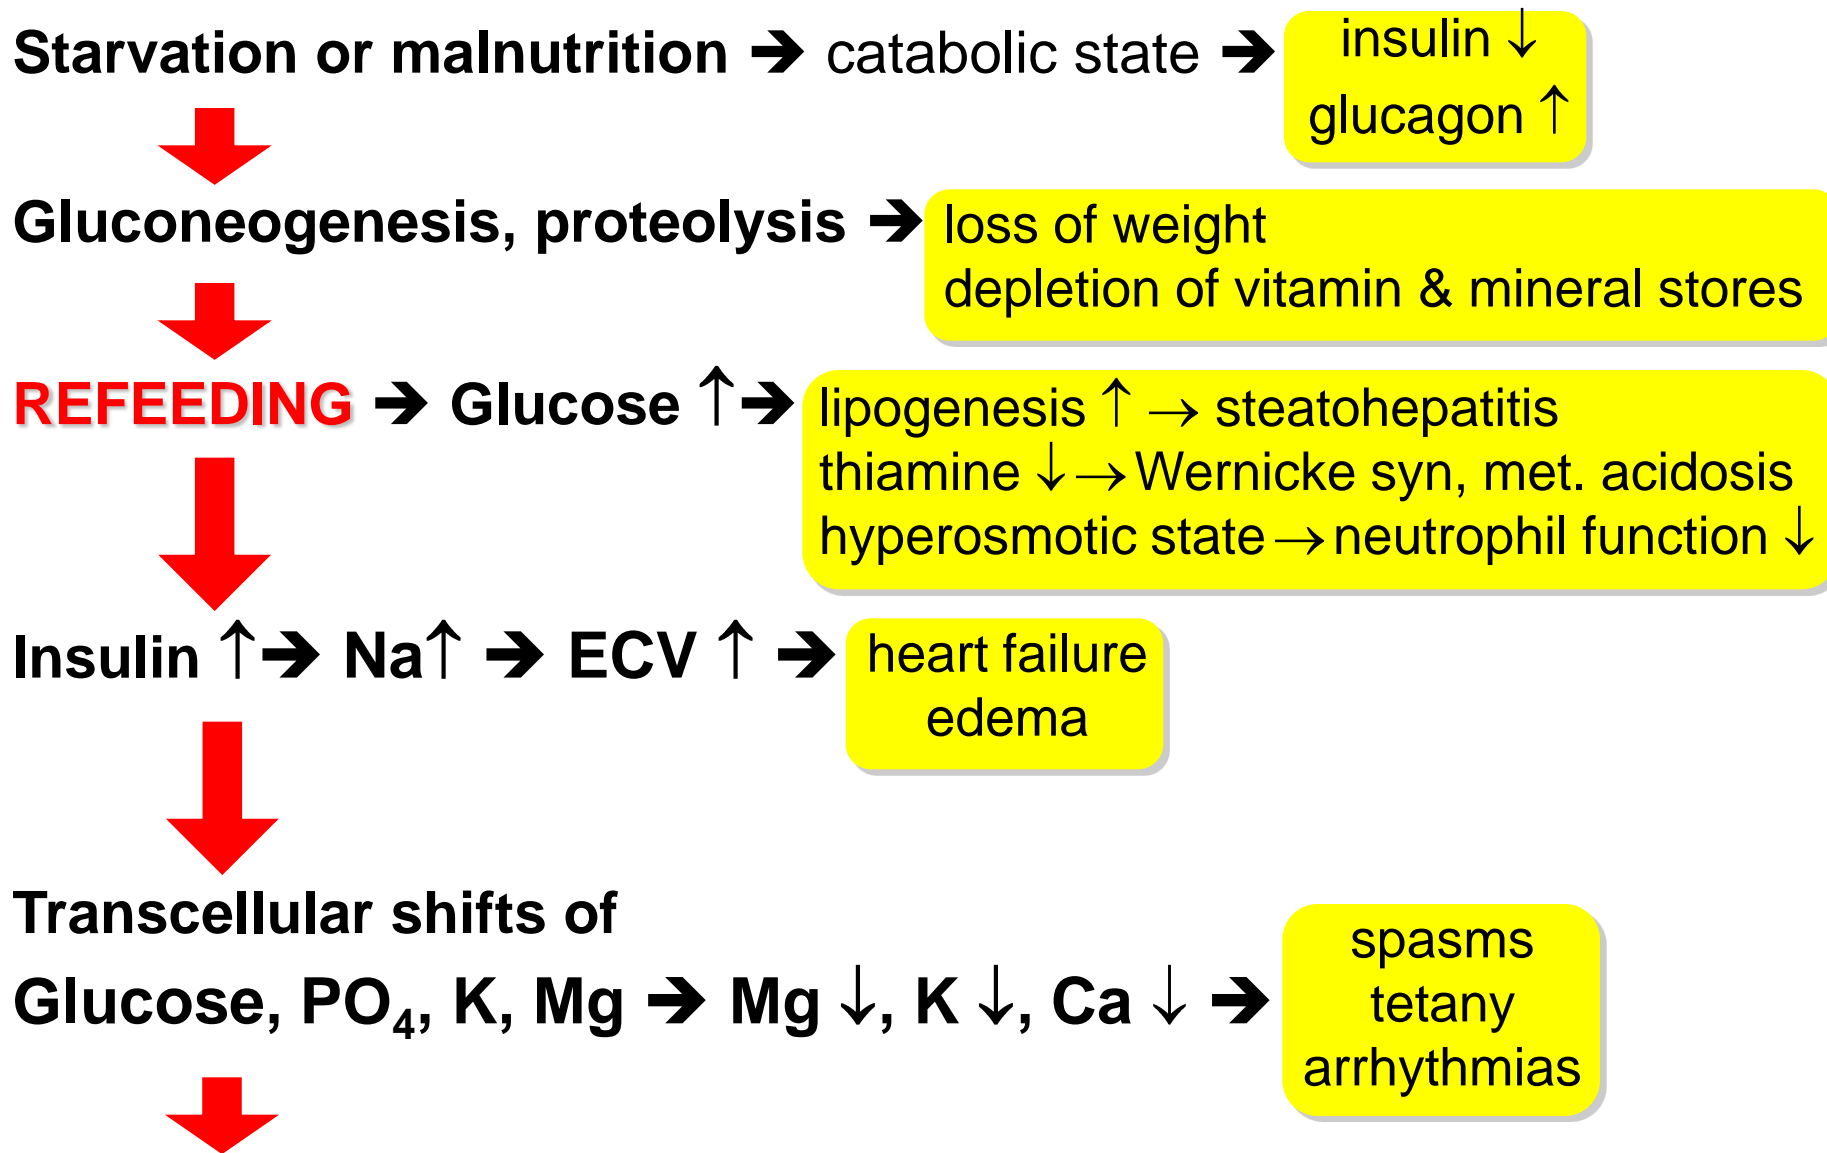 Starvation or malnutrition ➔ catabolic state ➔ insulin ↓
glucagon ↑
Gluconeogenesis, proteolysis ➔ loss of weight
depletion of vitamin & mineral stores
REFEEDING ➔ Glucose ↑ ➔ lipogenesis ↑ → steatohepatitis
thiamine ↓ → Wernicke syn, met. acidosis
hyperosmotic state → neutrophil function ↓
Insulin ↑ ➔ Na↑ ➔ ECV ↑ ➔ heart failure
edema
Transcellular shifts of
Glucose, PO₄, K, Mg ➔ Mg ↓, K ↓, Ca ↓ ➔ spasms
tetany
arrhythmias